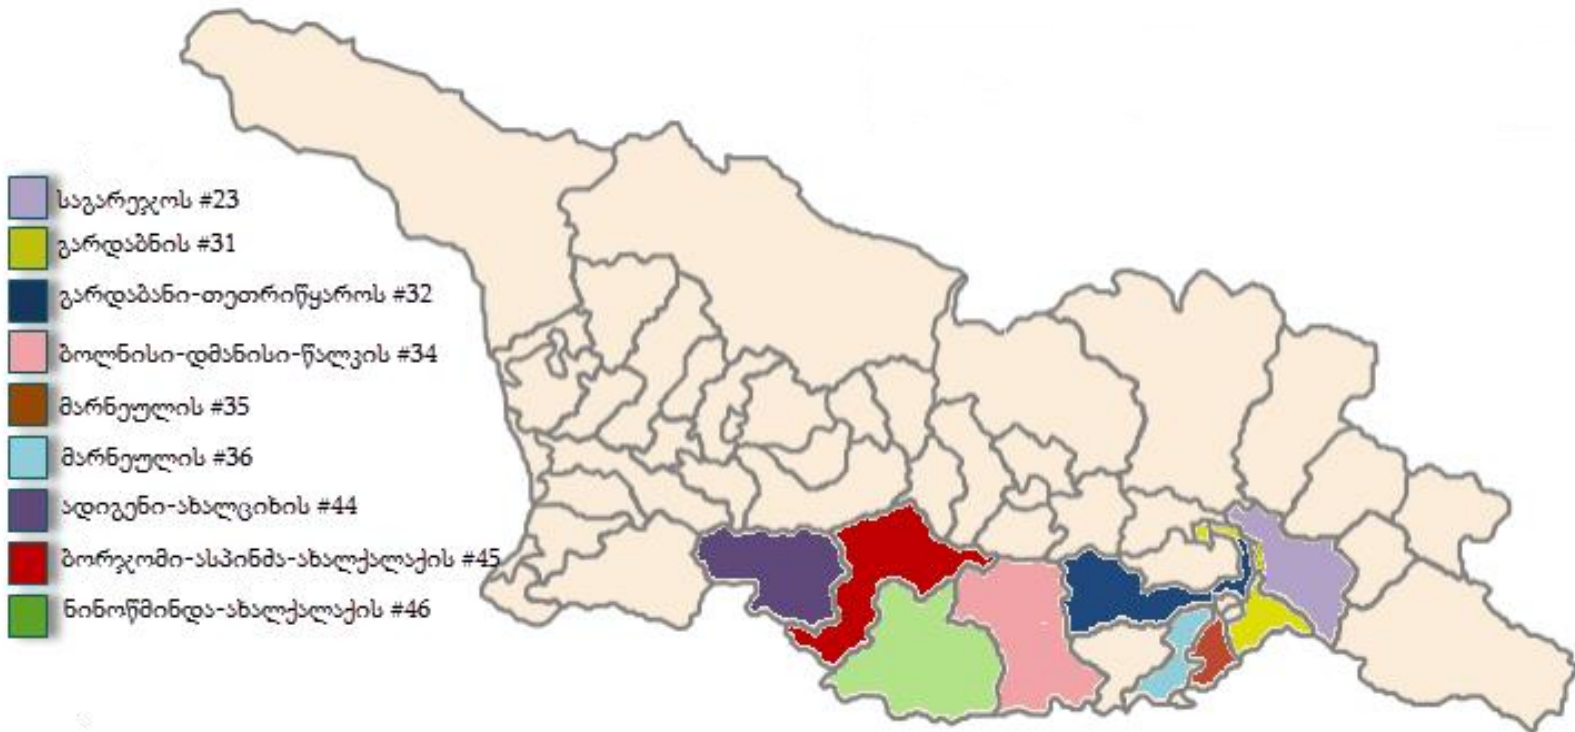 საგარეჯოს #23
გარდაბნის #31
გარდაბანი-თეთრიწყაროს #32
ბოლნისი-დმანისი-წალკის #34
მარნეულის #35
მარნეულის #36
ადიგენი-ახალციხის #44
ბორჯომი-ასპინმა-ახალქალაქის #45
ნინოწმინდა-ახალქალაქის #46